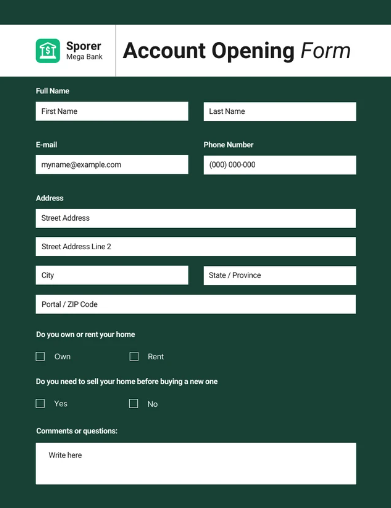 Sporer
Mega Bank
Account Opening Form
Full Name
First Name
Last Name
E-mail
Phone Number
myname@example.com
(000) 000-000
Address
Street Address
Street Address Line 2
City
State / Province
Portal / ZIP Code
Do you own or rent your home
Own
Rent
Do you need to sell your home before buying a new one
Yes
No
Comments or questions:
Write here